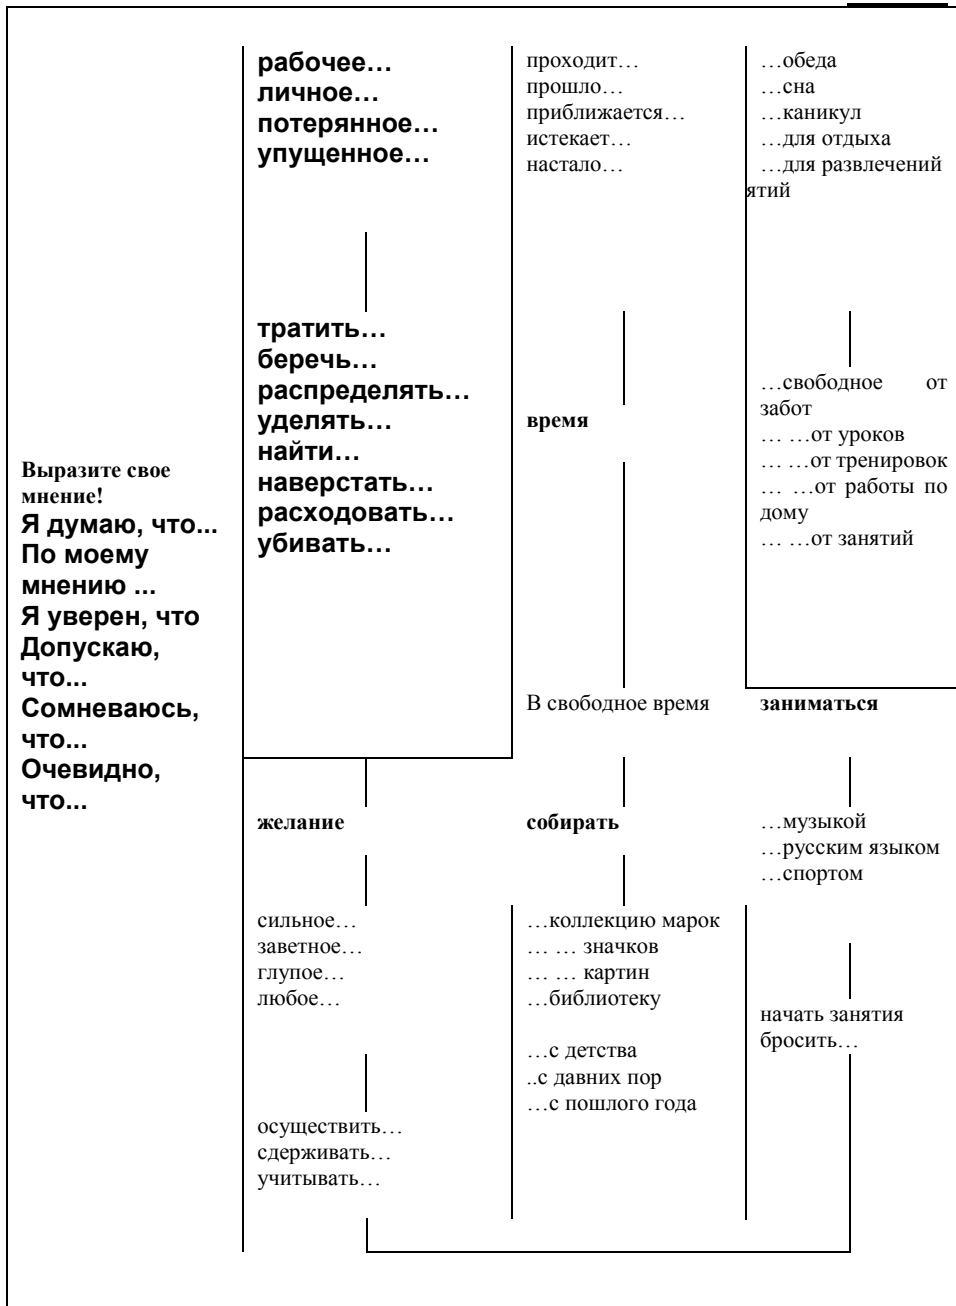 Выразите свое
мнение!
Я думаю, что...
По моему
мнению ...
Я уверен, что
Допускаю,
что...
Сомневаюсь,
что...
Очевидно,
что...
рабочее…
личное…
потерянное…
упущенное…
тратить…
беречь…
распределять…
уделять…
найти…
наверстать…
расходовать…
убивать…
проходит…
прошло…
приближается…
истекает…
настало…
время
В свободное время
…обеда
…сна
…каникул
…для отдыха
…для развлечений
ятий
…свободное от
забот
… …от уроков
… …от тренировок
… …от работы по
дому
… …от занятий
заниматься
желание
сильное…
заветное…
глупое…
любое…
осуществить…
сдерживать…
учитывать…
собирать
…коллекцию марок
… … значков
… … картин
…библиотеку
…с детства
..с давних пор
…с пошлого года
…музыкой
…русским языком
…спортом
начать занятия
бросить…